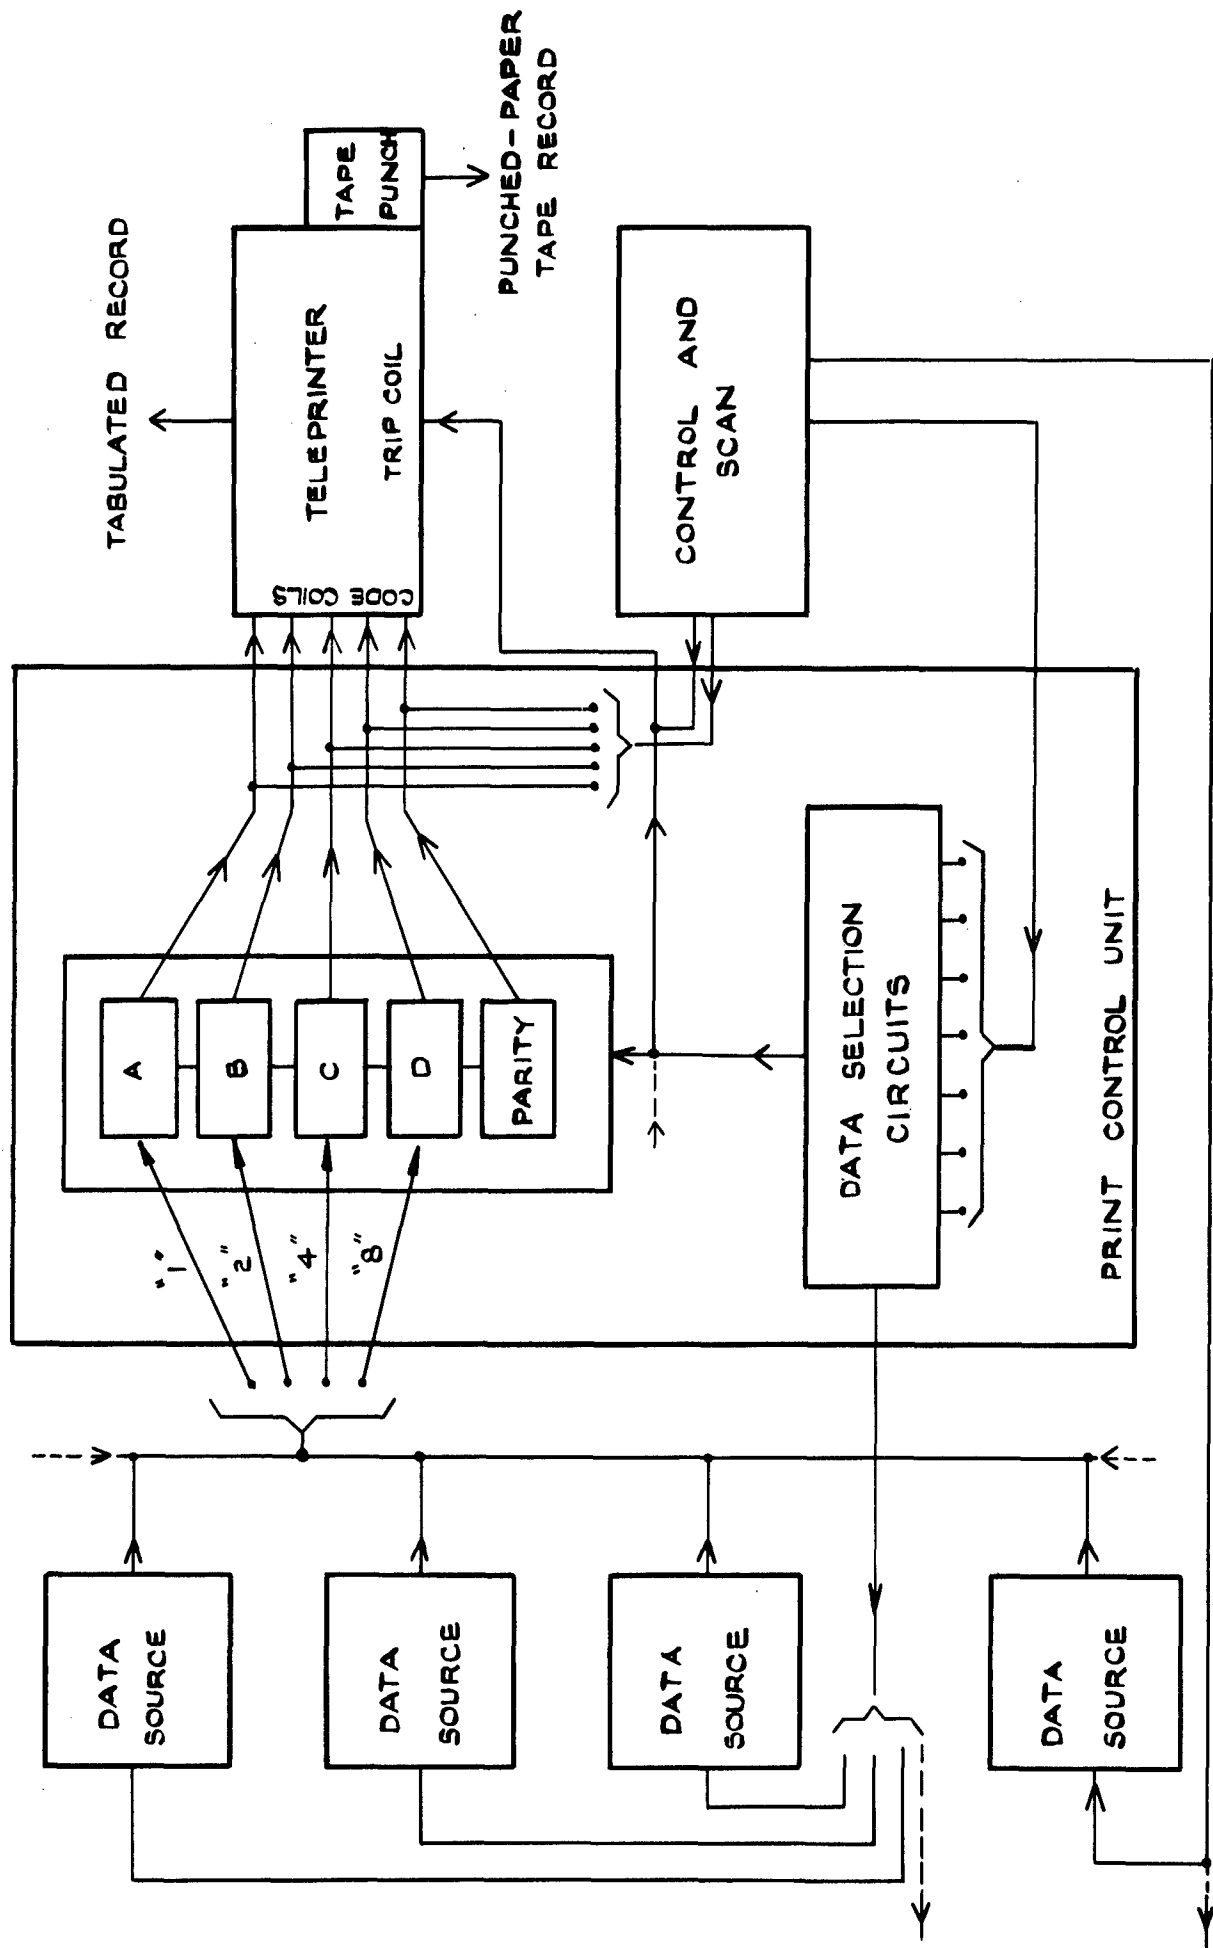 DATA
SOURCE
DATA
SOURCE
DATA
SOURCE
DATA
SOURCE
"1"
"2"
"4"
"8"
A
B
C
D
PARITY
DATA SELECTION
CIRCUITS
PRINT CONTROL UNIT
CODE COILS
TELEPRINTER
TRIP COIL
TABULATED RECORD
TAPE
PUNCH
PUNCHED-PAPER
TAPE RECORD
CONTROL AND
SCAN